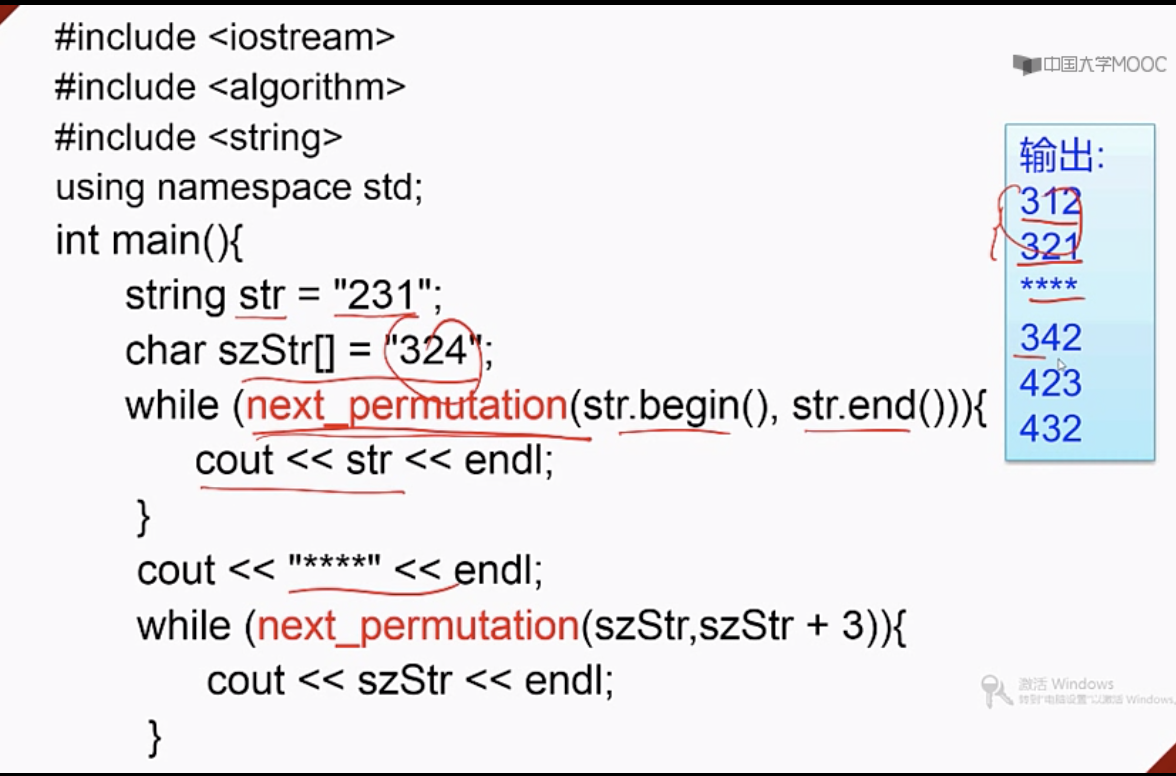 #include <iostream>
#include <algorithm>
#include <string>
using namespace std;
int main(){
string str = "231";
char szStr[] = "324";
while (next_permutation(str.begin(), str.end())){
cout << str << endl;
}
cout << "****" << endl;
while (next_permutation(szStr,szStr + 3)){
cout << szStr << endl;
}
中国大学MOOC
输出:
312
321
****
342
423
432
激活 Windows
转到"电脑设置"以激活 Windows